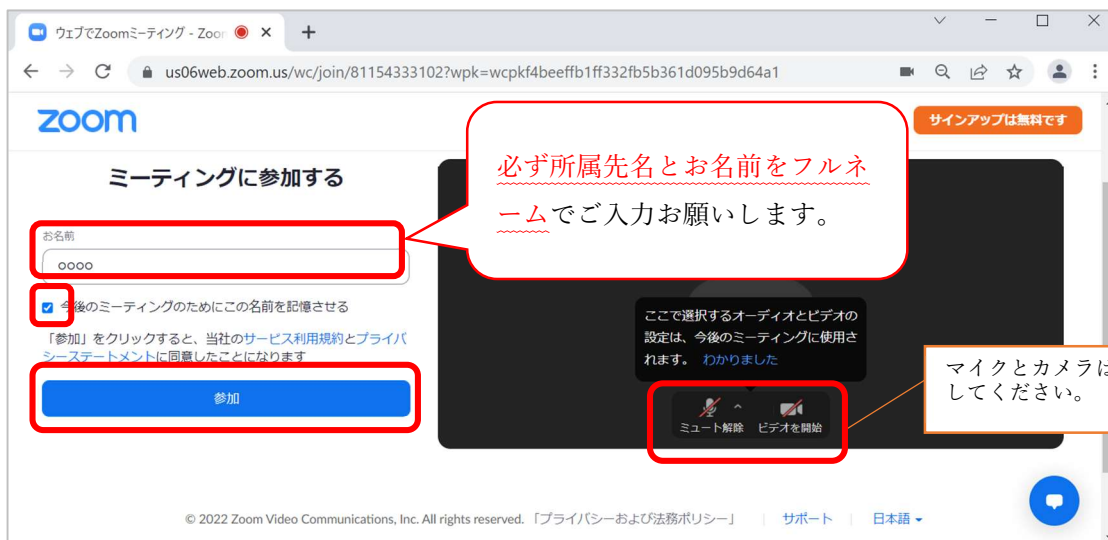 ウェブでZoomミーティング - Zoor
us06web.zoom.us/wc/join/81154333102?wpk=wcpkf4beeffb1ff332fb5b361d095b9d64a1
zoom
サインアップは無料です
ミーティングに参加する
必ず所属先名とお名前をフルネ
ームでご入力お願いします。
お名前
oooo
今後のミーティングのためにこの名前を記憶させる
「参加」をクリックすると、当社のサービス利用規約とプライバ
シーステートメントに同意したことになります
参加
ここで選択するオーディオとビデオの
設定は、今後のミーティングに使用さ
れます。 わかりました
ミュート解除 ビデオを開始
マイクとカメラは
してください。
© 2022 Zoom Video Communications, Inc. All rights reserved. 「プライバシーおよび法務ポリシー」 サポート 日本語